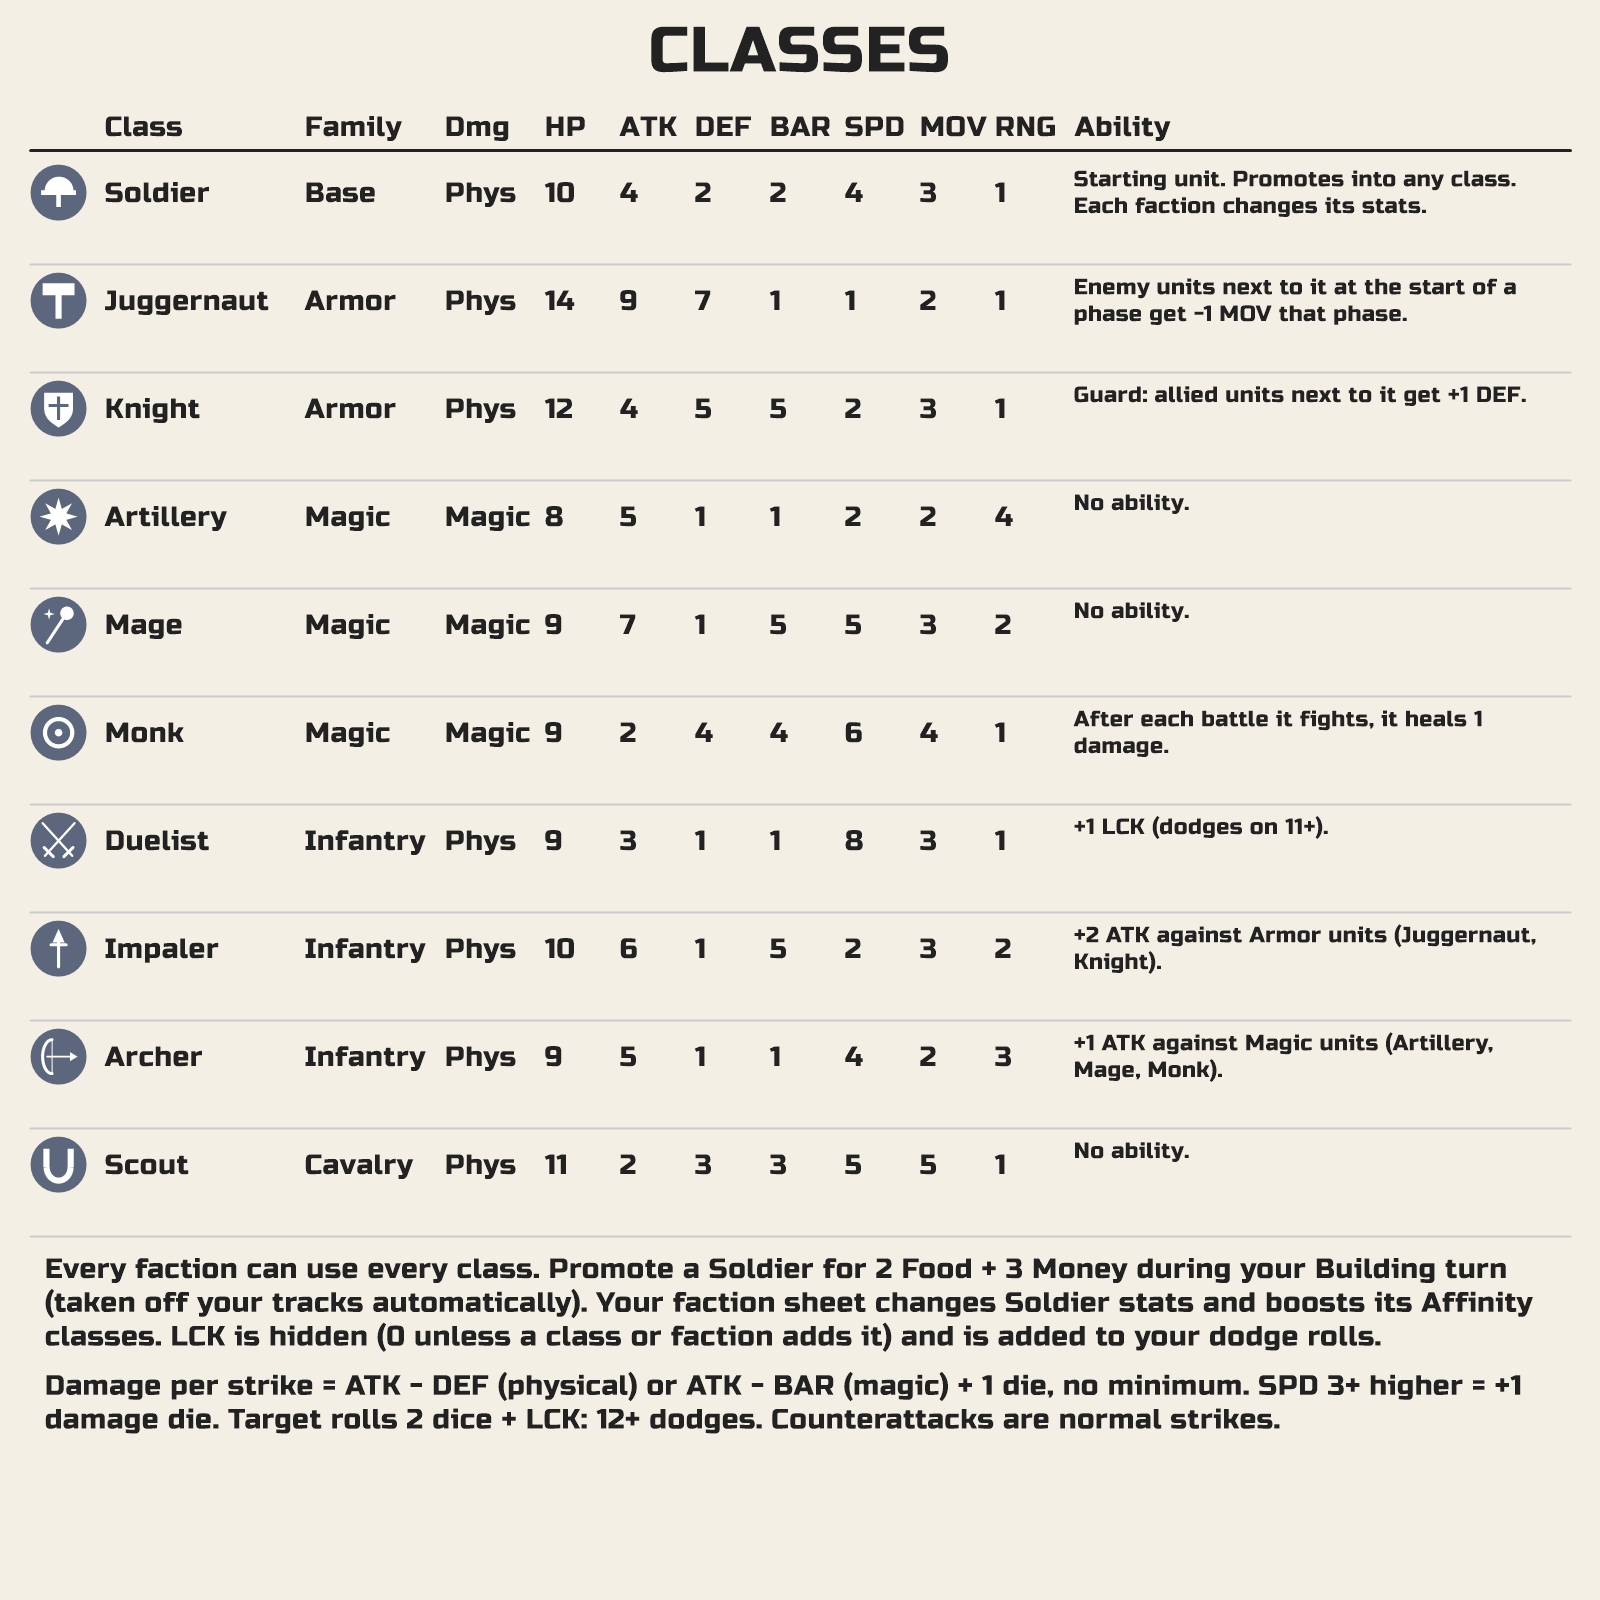 CLASSES
Class Family Dmg HP ATK DEF BAR SPD MOV RNG Ability
Soldier Base Phys 10 4 2 2 4 3 1 Starting unit. Promotes into any class.
Each faction changes its stats.
Juggernaut Armor Phys 14 9 7 1 1 2 1 Enemy units next to it at the start of a
phase get -1 MOV that phase.
Knight Armor Phys 12 4 5 5 2 3 1 Guard: allied units next to it get +1 DEF.
Artillery Magic Magic 8 5 1 1 2 2 4 No ability.
Mage Magic Magic 9 7 1 5 5 3 2 No ability.
Monk Magic Magic 9 2 4 4 6 4 1 After each battle it fights, it heals 1
damage.
Duelist Infantry Phys 9 3 1 1 8 3 1 +1 LCK (dodges on 11+).
Impaler Infantry Phys 10 6 1 5 2 3 2 +2 ATK against Armor units (Juggernaut,
Knight).
Archer Infantry Phys 9 5 1 1 4 2 3 +1 ATK against Magic units (Artillery,
Mage, Monk).
Scout Cavalry Phys 11 2 3 3 5 5 1 No ability.
Every faction can use every class. Promote a Soldier for 2 Food + 3 Money during your Building turn
(taken off your tracks automatically). Your faction sheet changes Soldier stats and boosts its Affinity
classes. LCK is hidden (0 unless a class or faction adds it) and is added to your dodge rolls.
Damage per strike = ATK - DEF (physical) or ATK - BAR (magic) + 1 die, no minimum. SPD 3+ higher = +1
damage die. Target rolls 2 dice + LCK: 12+ dodges. Counterattacks are normal strikes.